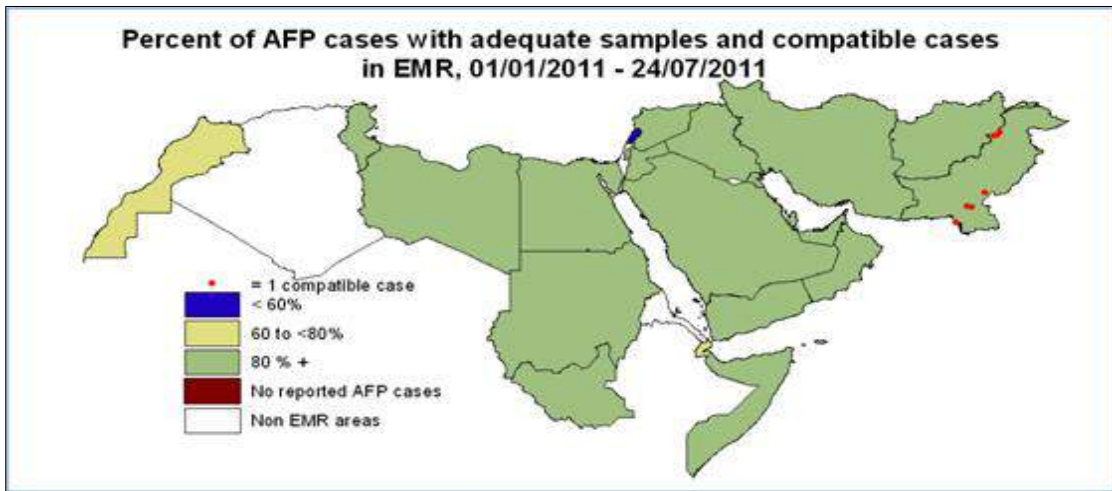 Percent of AFP cases with adequate samples and compatible cases
in EMR, 01/01/2011 - 24/07/2011
= 1 compatible case
< 60%
60 to <80%
80 % +
No reported AFP cases
Non EMR areas